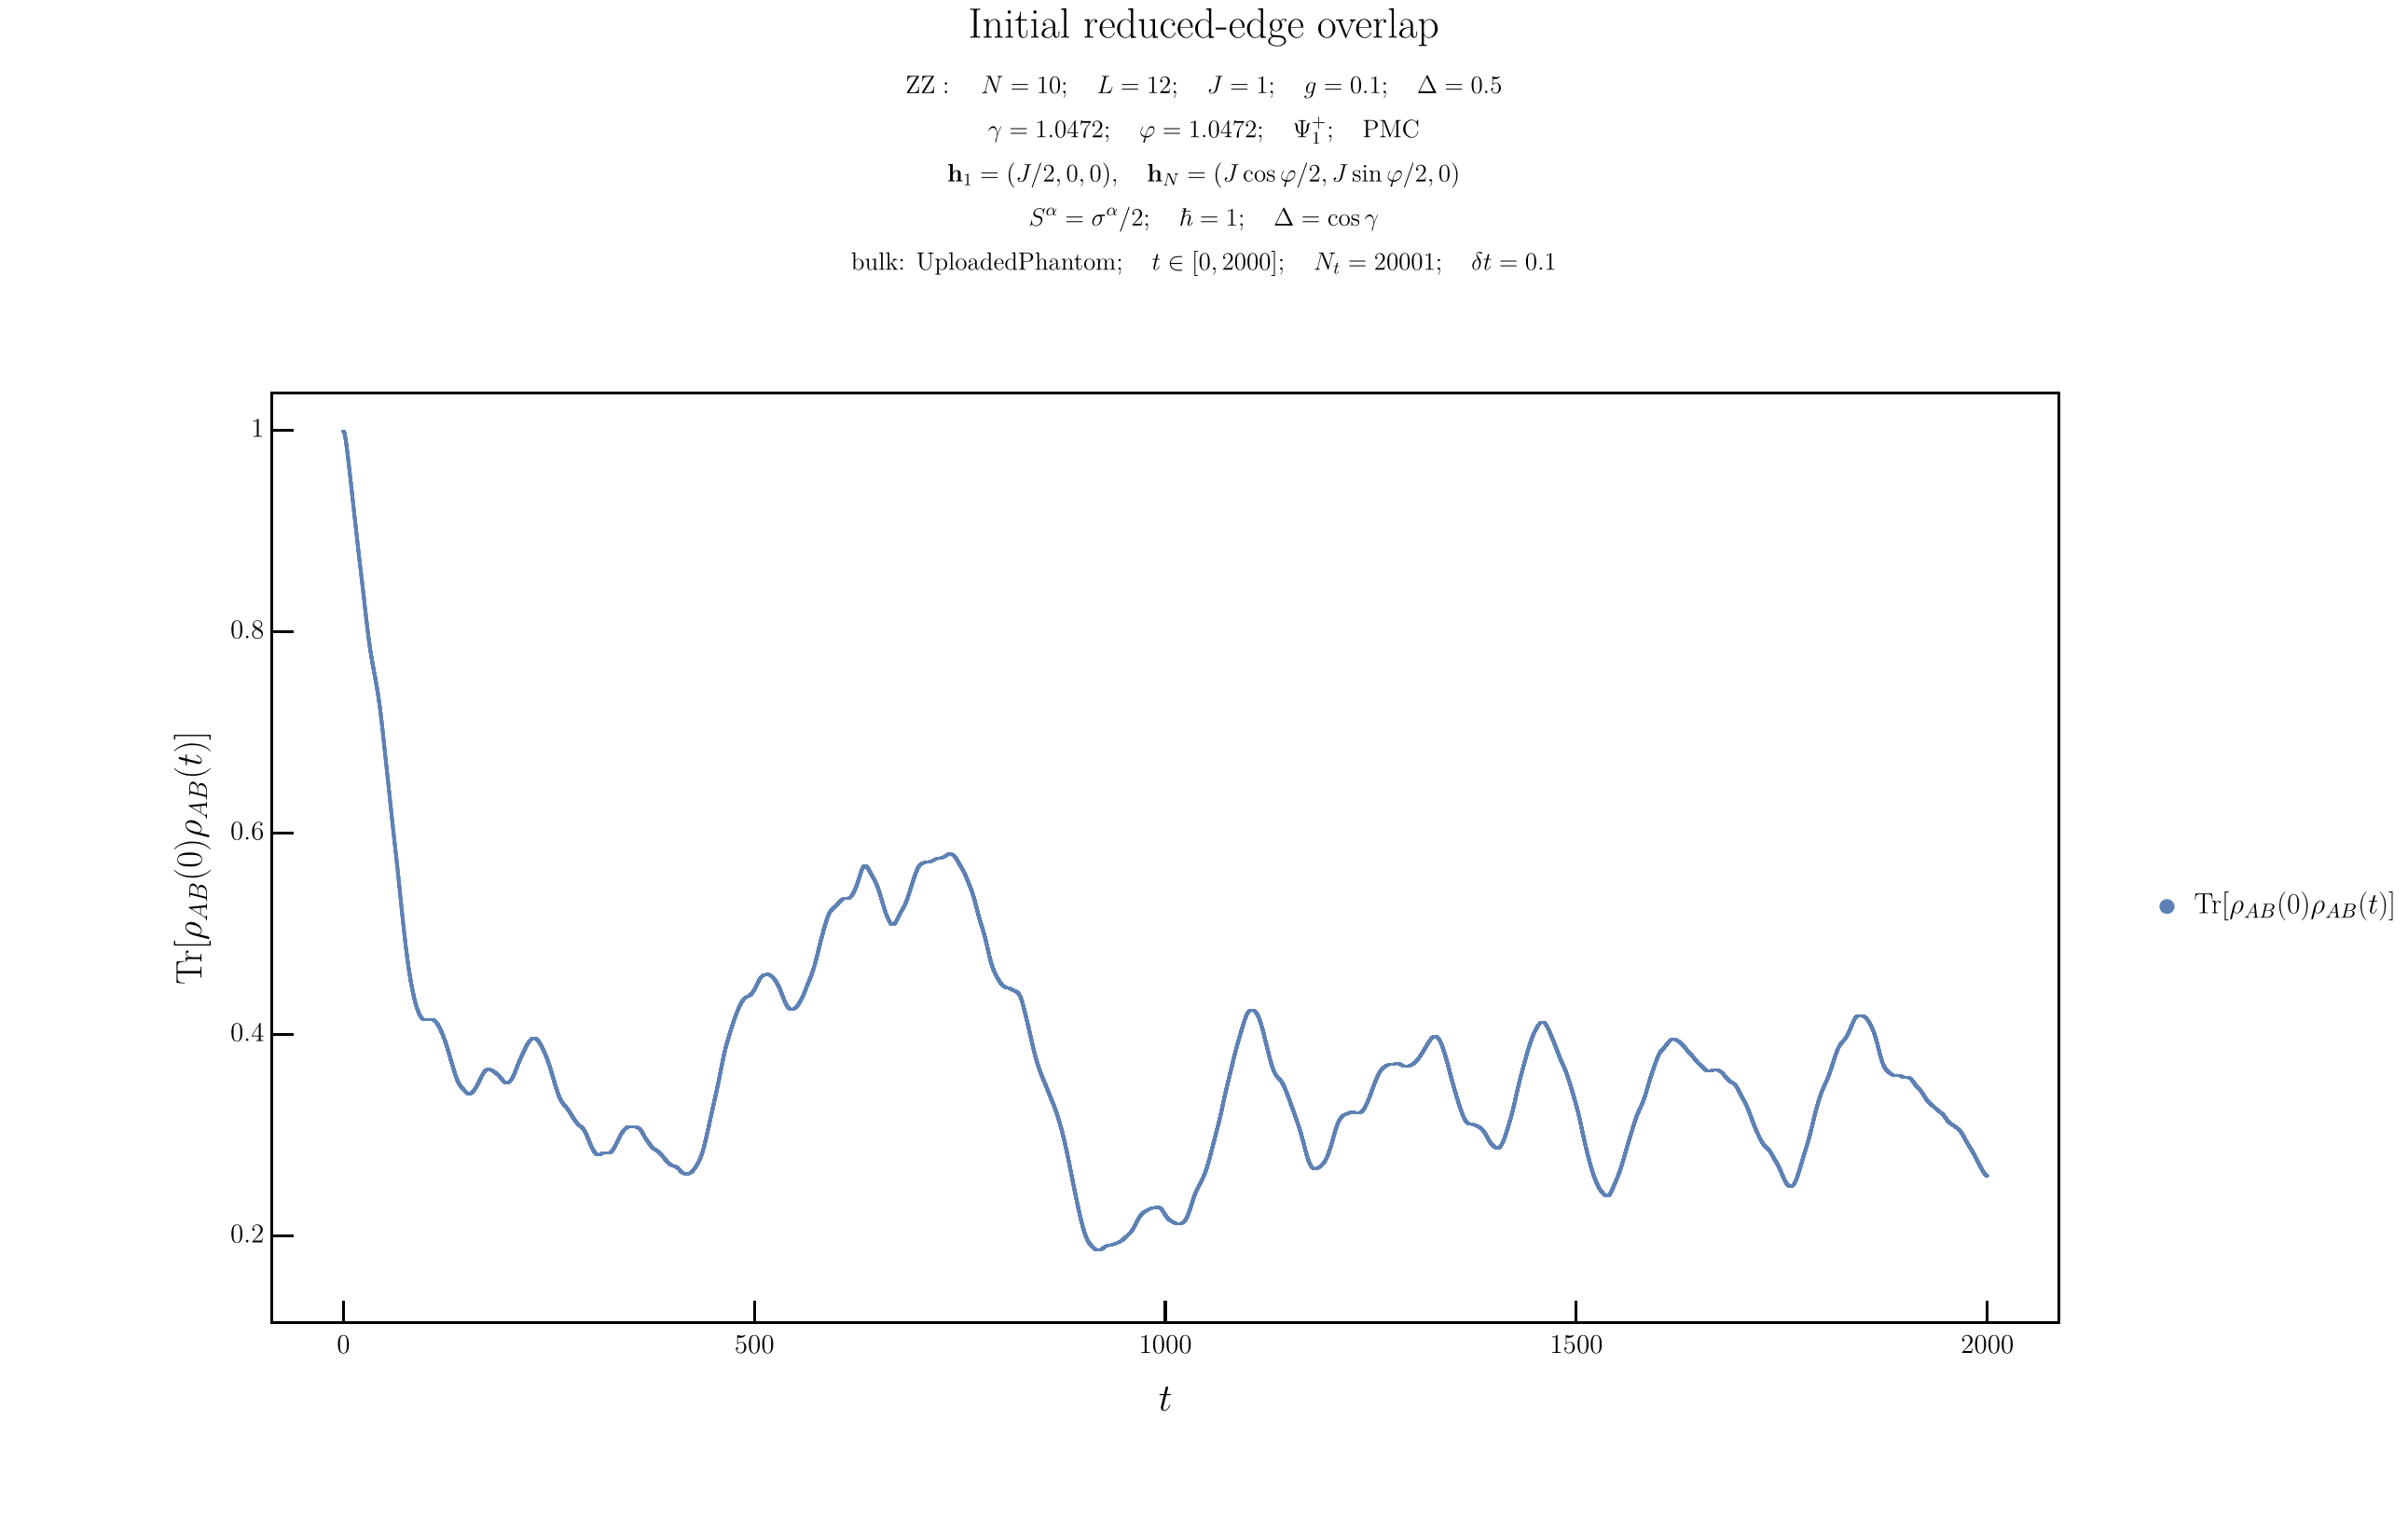 Initial reduced-edge overlap
ZZ : N = 10; L = 12; J = 1; g = 0.1; Δ = 0.5
γ = 1.0472; φ = 1.0472; Ψ₁⁺; PMC
𝐡₁ = (J/2, 0, 0), 𝐡_N = (J cos φ/2, J sin φ/2, 0)
S^α = σ^α/2; ℏ = 1; Δ = cos γ
bulk: UploadedPhantom; t ∈ [0, 2000]; N_t = 20001; δt = 0.1
Tr[ρ_AB(0)ρ_AB(t)]
1
0.8
0.6
0.4
0.2
0 500 1000 1500 2000
t
Tr[ρ_AB(0)ρ_AB(t)]